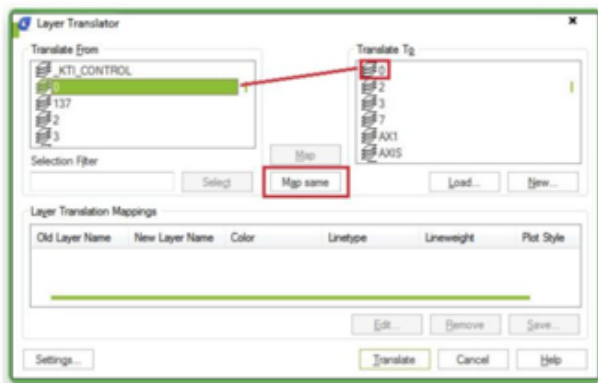 Layer Translator
Translate From
_KTI_CONTROL
0
137
2
3
Translate To
0
2
3
7
AX1
AXIS
Selection Filter
Map
Select
Map same
Load...
New...
Layer Translation Mappings
Old Layer Name New Layer Name Color Linetype Lineweight Plot Style
Edit... Remove Save...
Settings... Translate Cancel Help